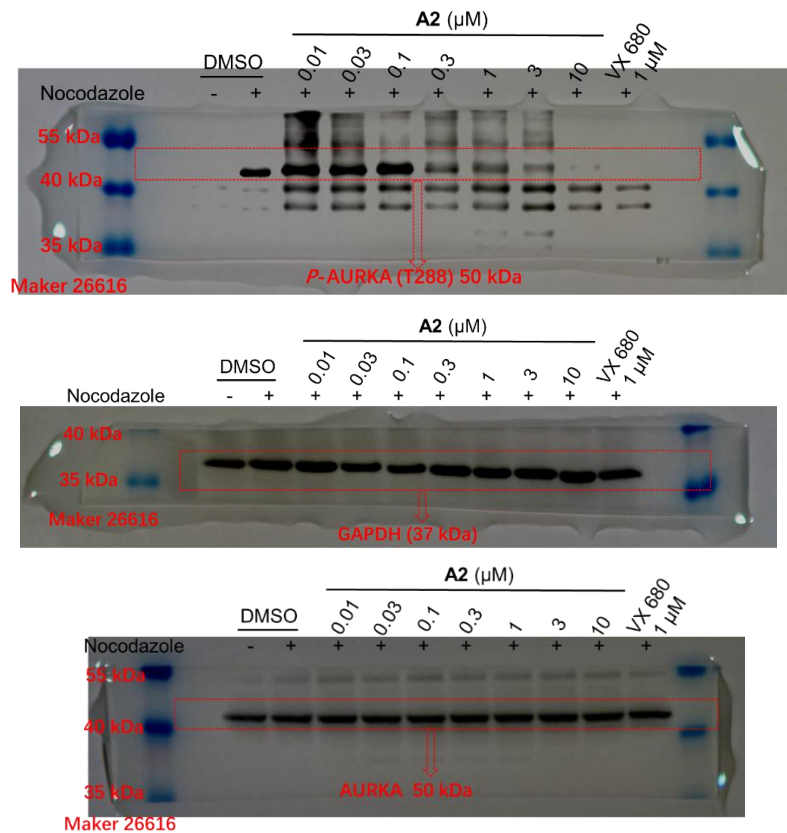 A2 (μM)
DMSO 0.01 0.03 0.1 0.3 1 3 10 VX 680 1 μM
Nocodazole - + + + + + + + + +
55 kDa
40 kDa
35 kDa
P-AURKA (T288) 50 kDa
Maker 26616
A2 (μM)
DMSO 0.01 0.03 0.1 0.3 1 3 10 VX 680 1 μM
Nocodazole - + + + + + + + + +
40 kDa
35 kDa
Maker 26616
GAPDH (37 kDa)
A2 (μM)
DMSO 0.01 0.03 0.1 0.3 1 3 10 VX 680 1 μM
Nocodazole - + + + + + + + + +
55 kDa
40 kDa
35 kDa
AURKA 50 kDa
Maker 26616